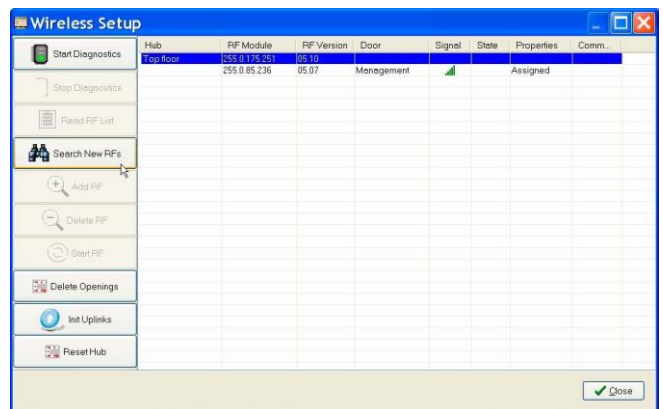 Wireless Setup
Start Diagnostics
Stop Diagnostics
Read RF List
Search New RFs
Add RF
Delete RF
Start RF
Delete Openings
Init Uplinks
Reset Hub
Hub RF Module RF Version Door Signal State Properties Comm...
Top floor 255.0.175.251 05.10
255.0.85.236 05.07 Management Assigned
Close